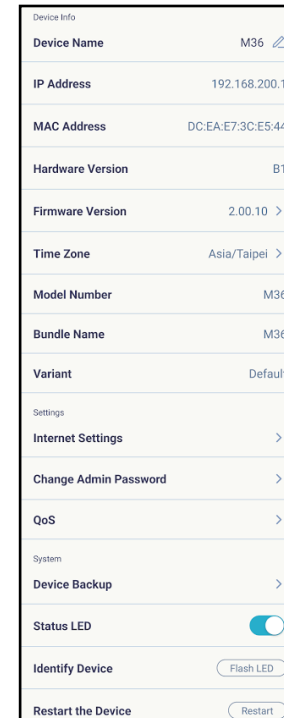 Device Info
Device Name M36
IP Address 192.168.200.1
MAC Address DC:EA:E7:3C:E5:44
Hardware Version B1
Firmware Version 2.00.10 >
Time Zone Asia/Taipei >
Model Number M36
Bundle Name M36
Variant Default
Settings
Internet Settings >
Change Admin Password >
QoS >
System
Device Backup >
Status LED
Identify Device Flash LED
Restart the Device Restart